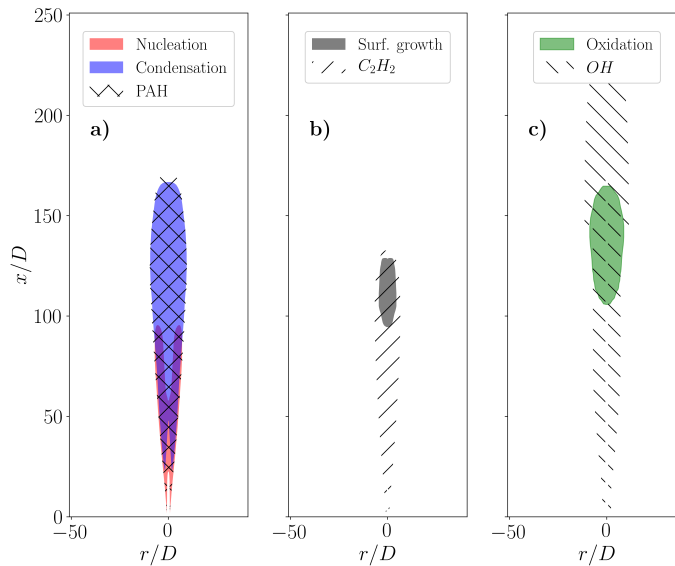 250
200
150
100
50
0
x/D
Nucleation
Condensation
PAH
a)
−50
0
r/D
Surf. growth
C₂H₂
b)
−50
0
r/D
Oxidation
OH
c)
−50
0
r/D